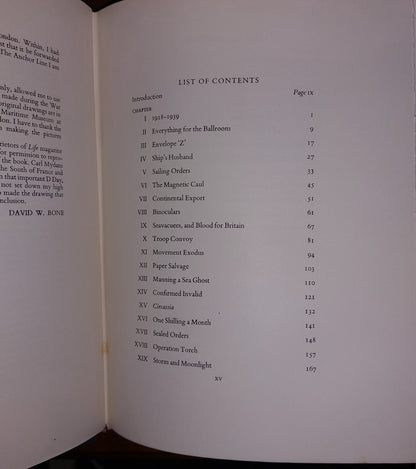 ondon. Within, I had
st that it be forwarded
The Anchor Line I am
sly, allowed me to use
made during the War
original drawings are in
Maritime Museum at
don. I have to thank the
n making the pictures
rietors of Life magazine
for permission to repro-
the book. Carl Mydans
the South of France and
n that important D Day,
not set down my high
o made the drawing that
nclusion.
DAVID W. BONE
LIST OF CONTENTS
Introduction Page ix
CHAPTER
I 1918-1939 1
II Everything for the Ballroom 9
III Envelope 'Z' 17
IV Ship's Husband 27
V Sailing Orders 33
VI The Magnetic Caul 45
VII Continental Export 51
VIII Binoculars 61
IX Seavacuees, and Blood for Britain 67
X Troop Convoy 81
XI Movement Exodus 94
XII Paper Salvage 103
XIII Manning a Sea Ghost 110
XIV Confirmed Invalid 121
XV Circassia 132
XVI One Shilling a Month 141
XVII Sealed Orders 148
XVIII Operation Torch 157
XIX Storm and Moonlight 167
xv